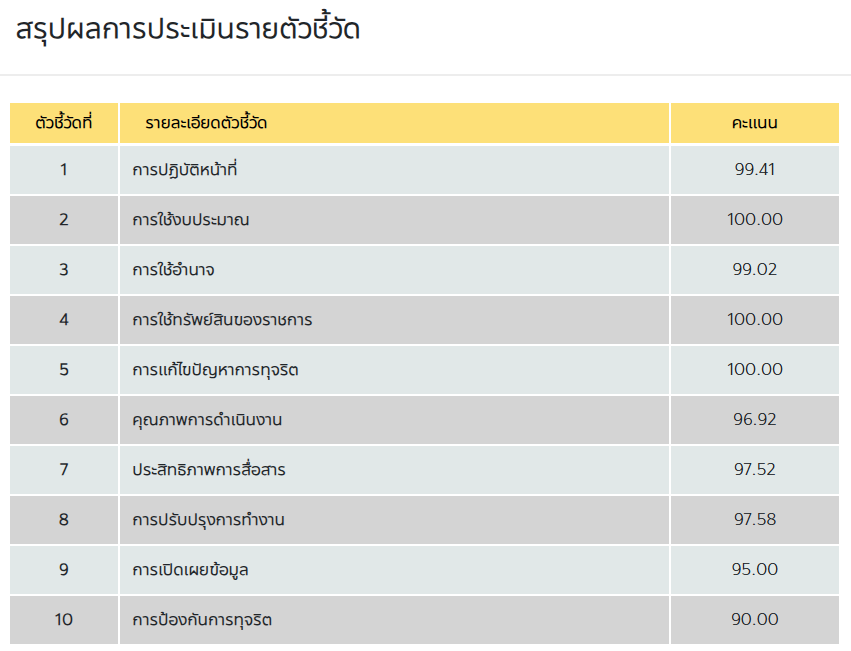 สรุปผลการประเมินรายตัวชี้วัด
ตัวชี้วัดที่ รายละเอียดตัวชี้วัด คะแนน
1 การปฏิบัติหน้าที่ 99.41
2 การใช้งบประมาณ 100.00
3 การใช้อำนาจ 99.02
4 การใช้ทรัพย์สินของราชการ 100.00
5 การแก้ไขปัญหาการทุจริต 100.00
6 คุณภาพการดำเนินงาน 96.92
7 ประสิทธิภาพการสื่อสาร 97.52
8 การปรับปรุงการทำงาน 97.58
9 การเปิดเผยข้อมูล 95.00
10 การป้องกันการทุจริต 90.00